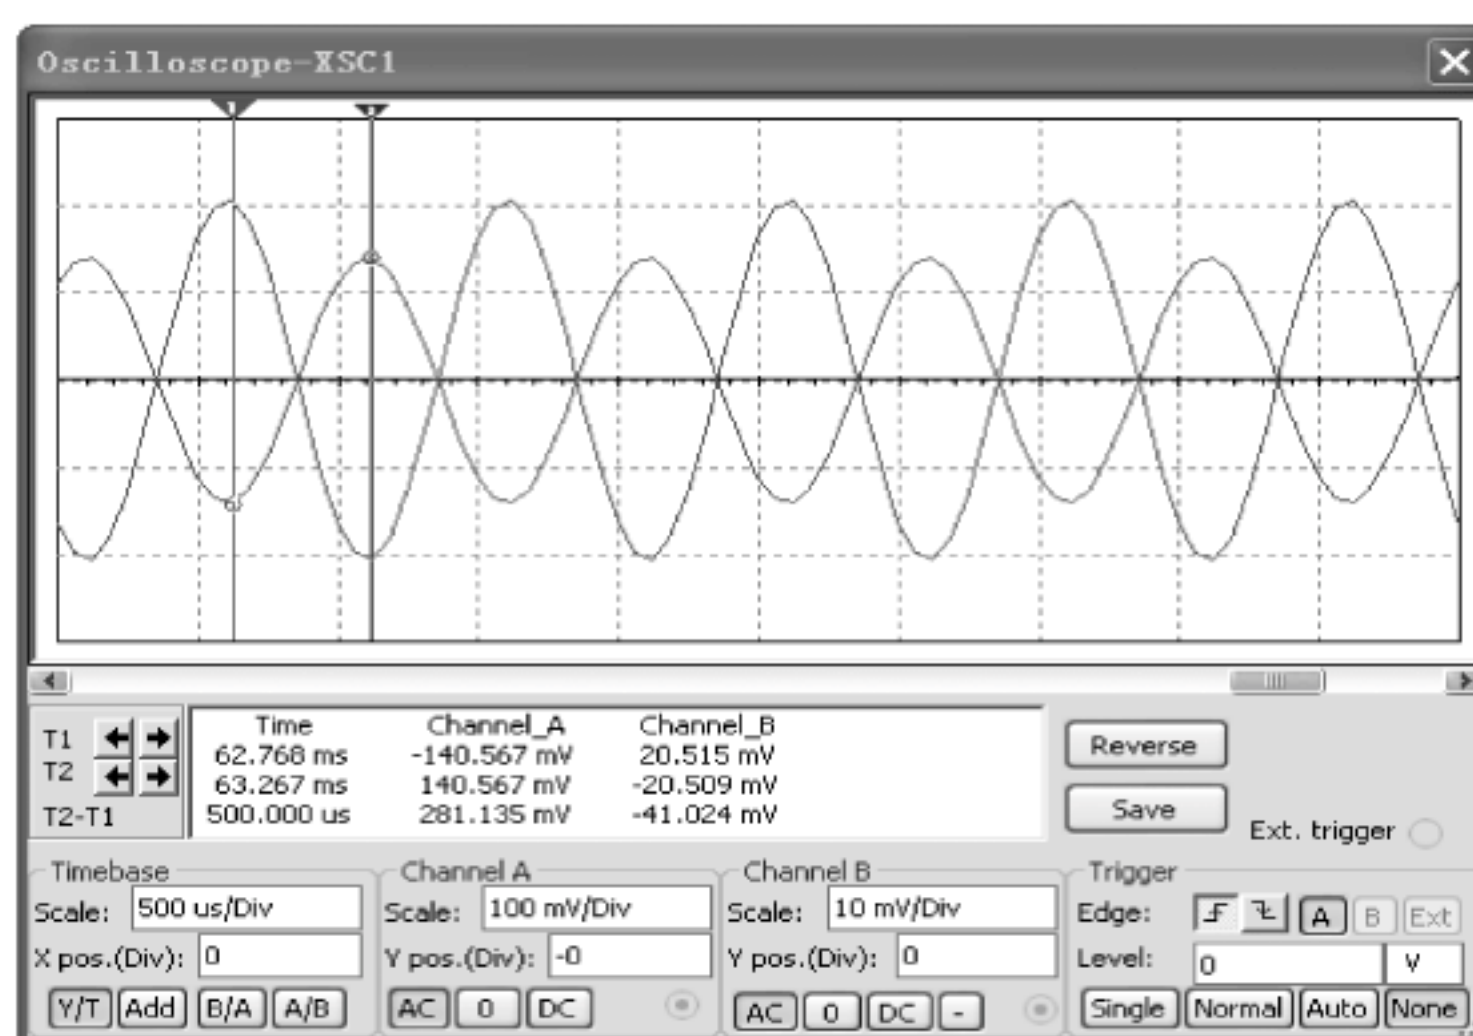 Oscilloscope-XSC1
1
Time Channel_A Channel_B
T1 62.768 ms -140.567 mV 20.515 mV
T2 63.267 ms 140.567 mV -20.509 mV
T2-T1 500.000 us 281.135 mV -41.024 mV
Reverse
Save
Ext. trigger
Timebase
Scale: 500 us/Div
X pos.(Div): 0
Y/T Add B/A A/B
Channel A
Scale: 100 mV/Div
Y pos.(Div): -0
AC 0 DC
Channel B
Scale: 10 mV/Div
Y pos.(Div): 0
AC 0 DC -
Trigger
Edge: A B Ext
Level: 0 V
Single Normal Auto None